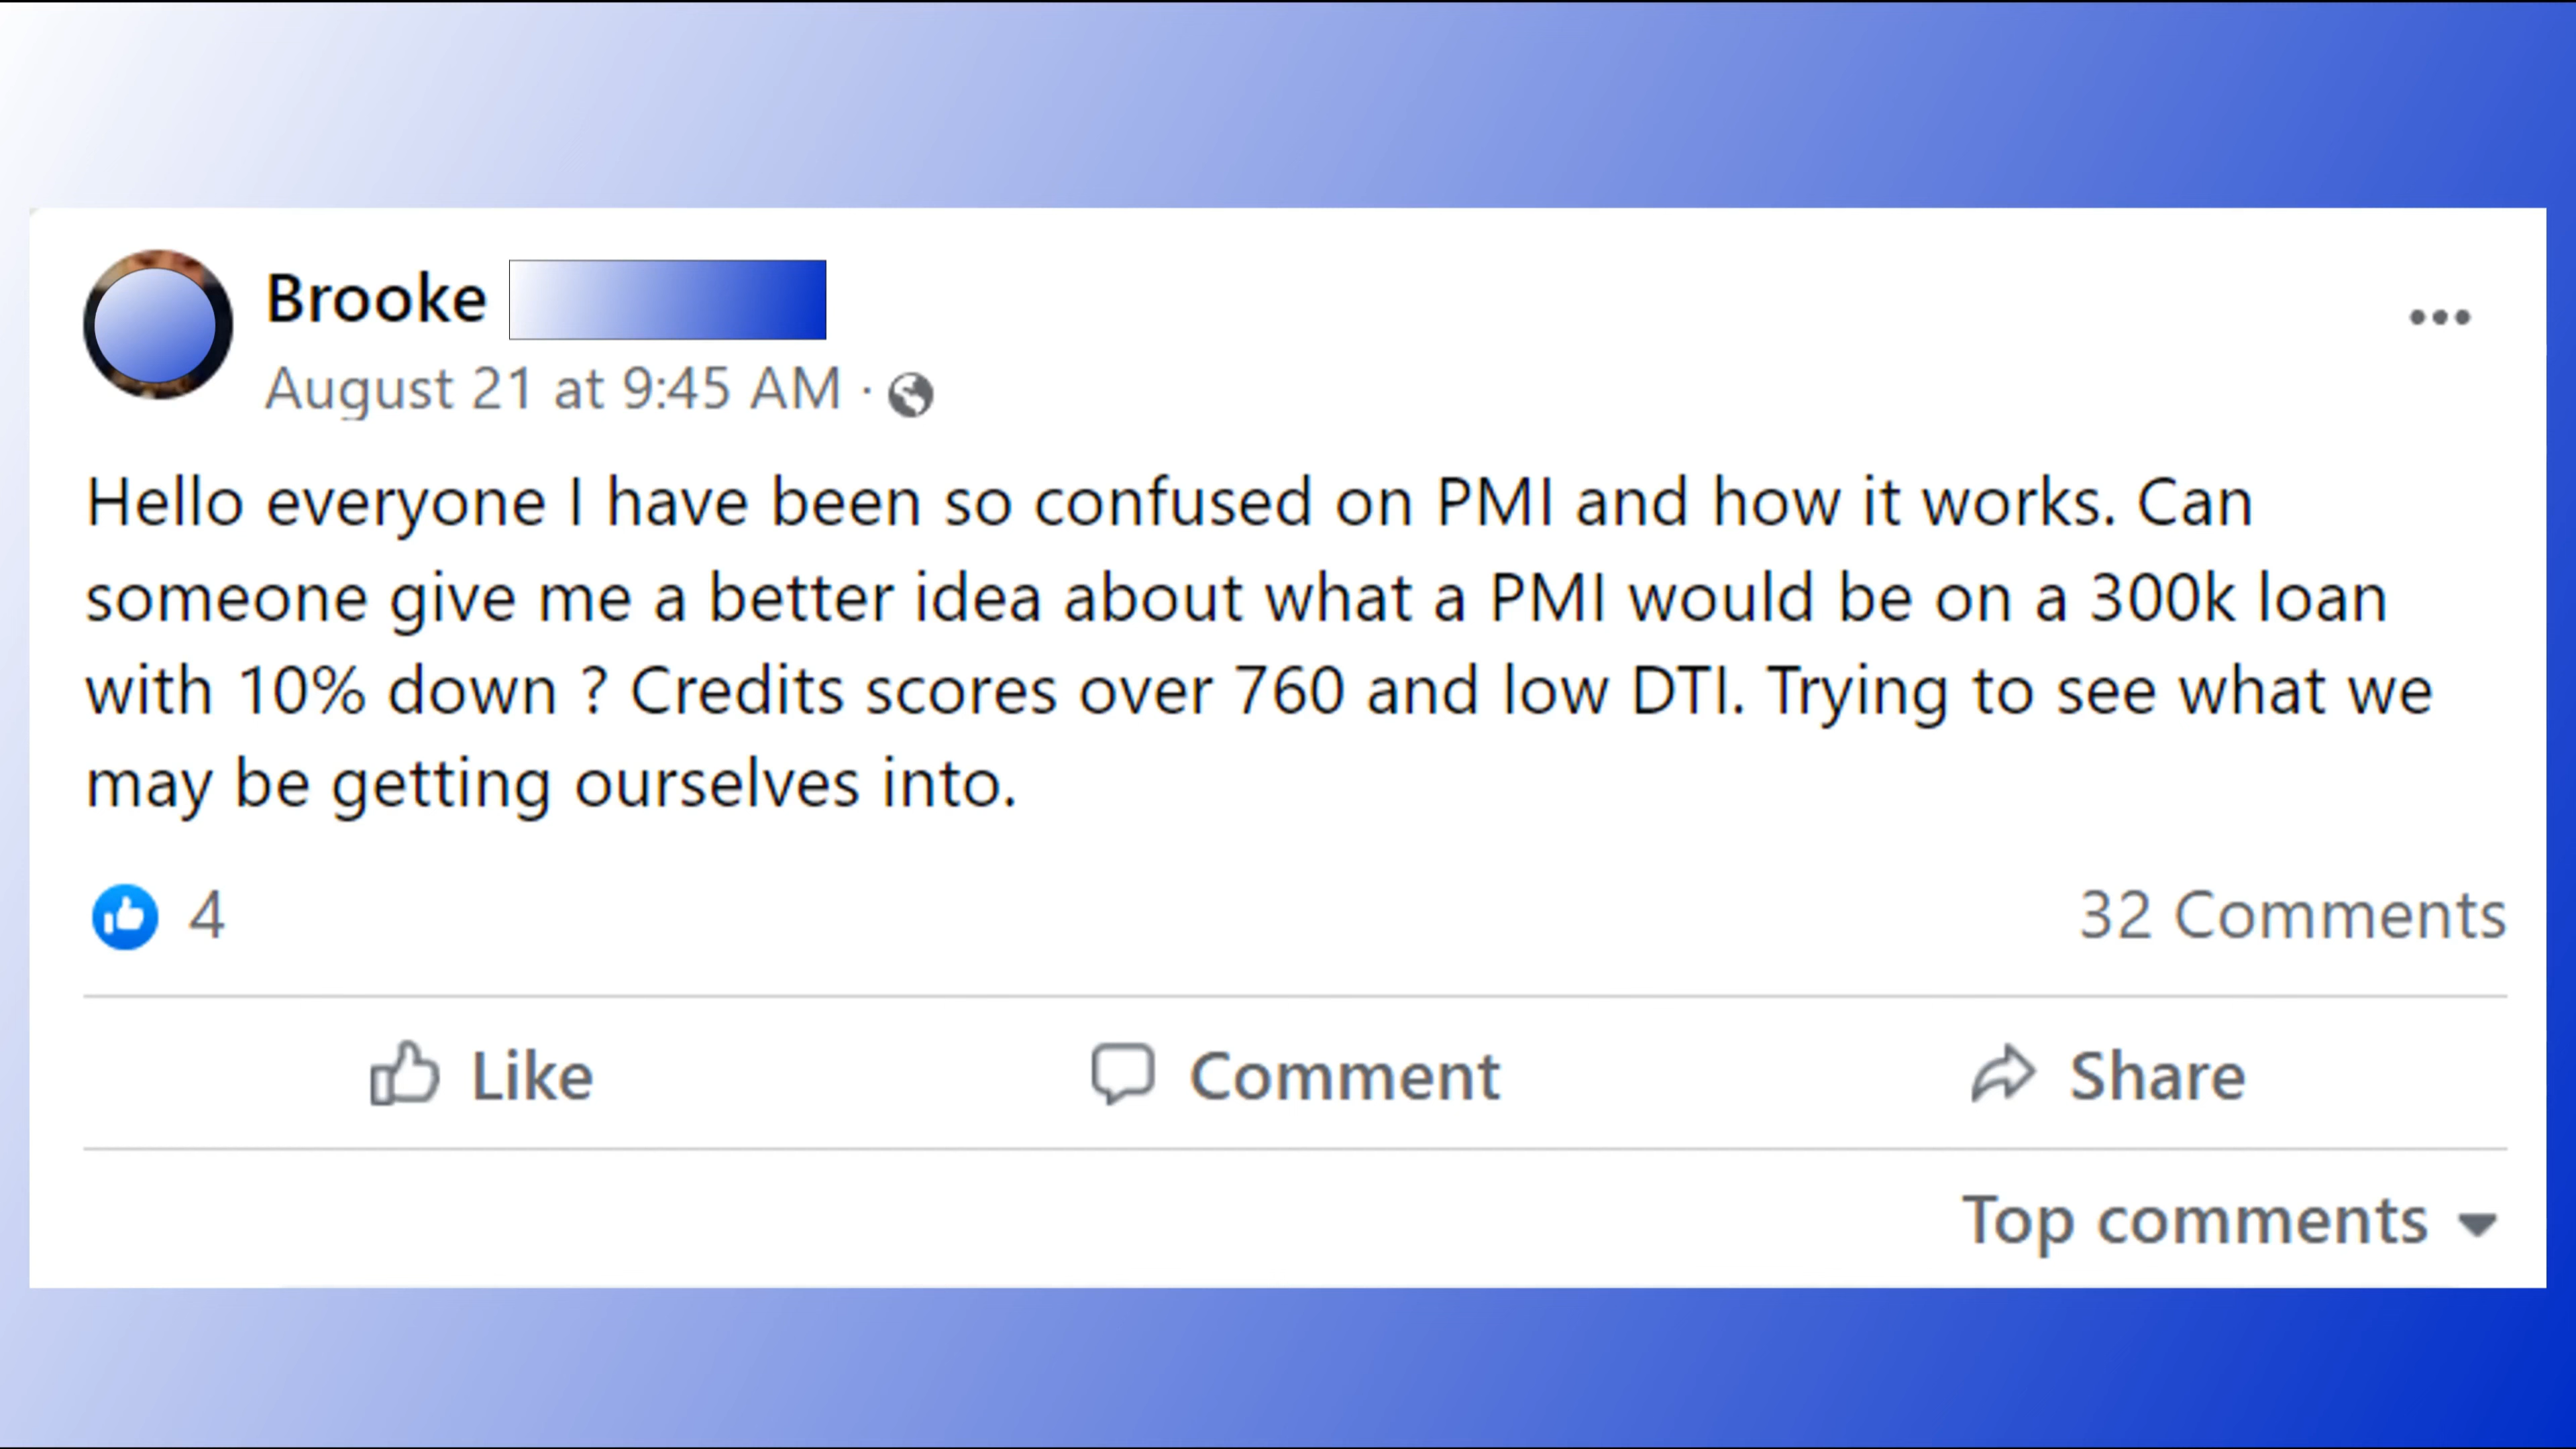 Brooke
August 21 at 9:45 AM ·
Hello everyone I have been so confused on PMI and how it works. Can
someone give me a better idea about what a PMI would be on a 300k loan
with 10% down ? Credits scores over 760 and low DTI. Trying to see what we
may be getting ourselves into.
4 32 Comments
Like Comment Share
Top comments